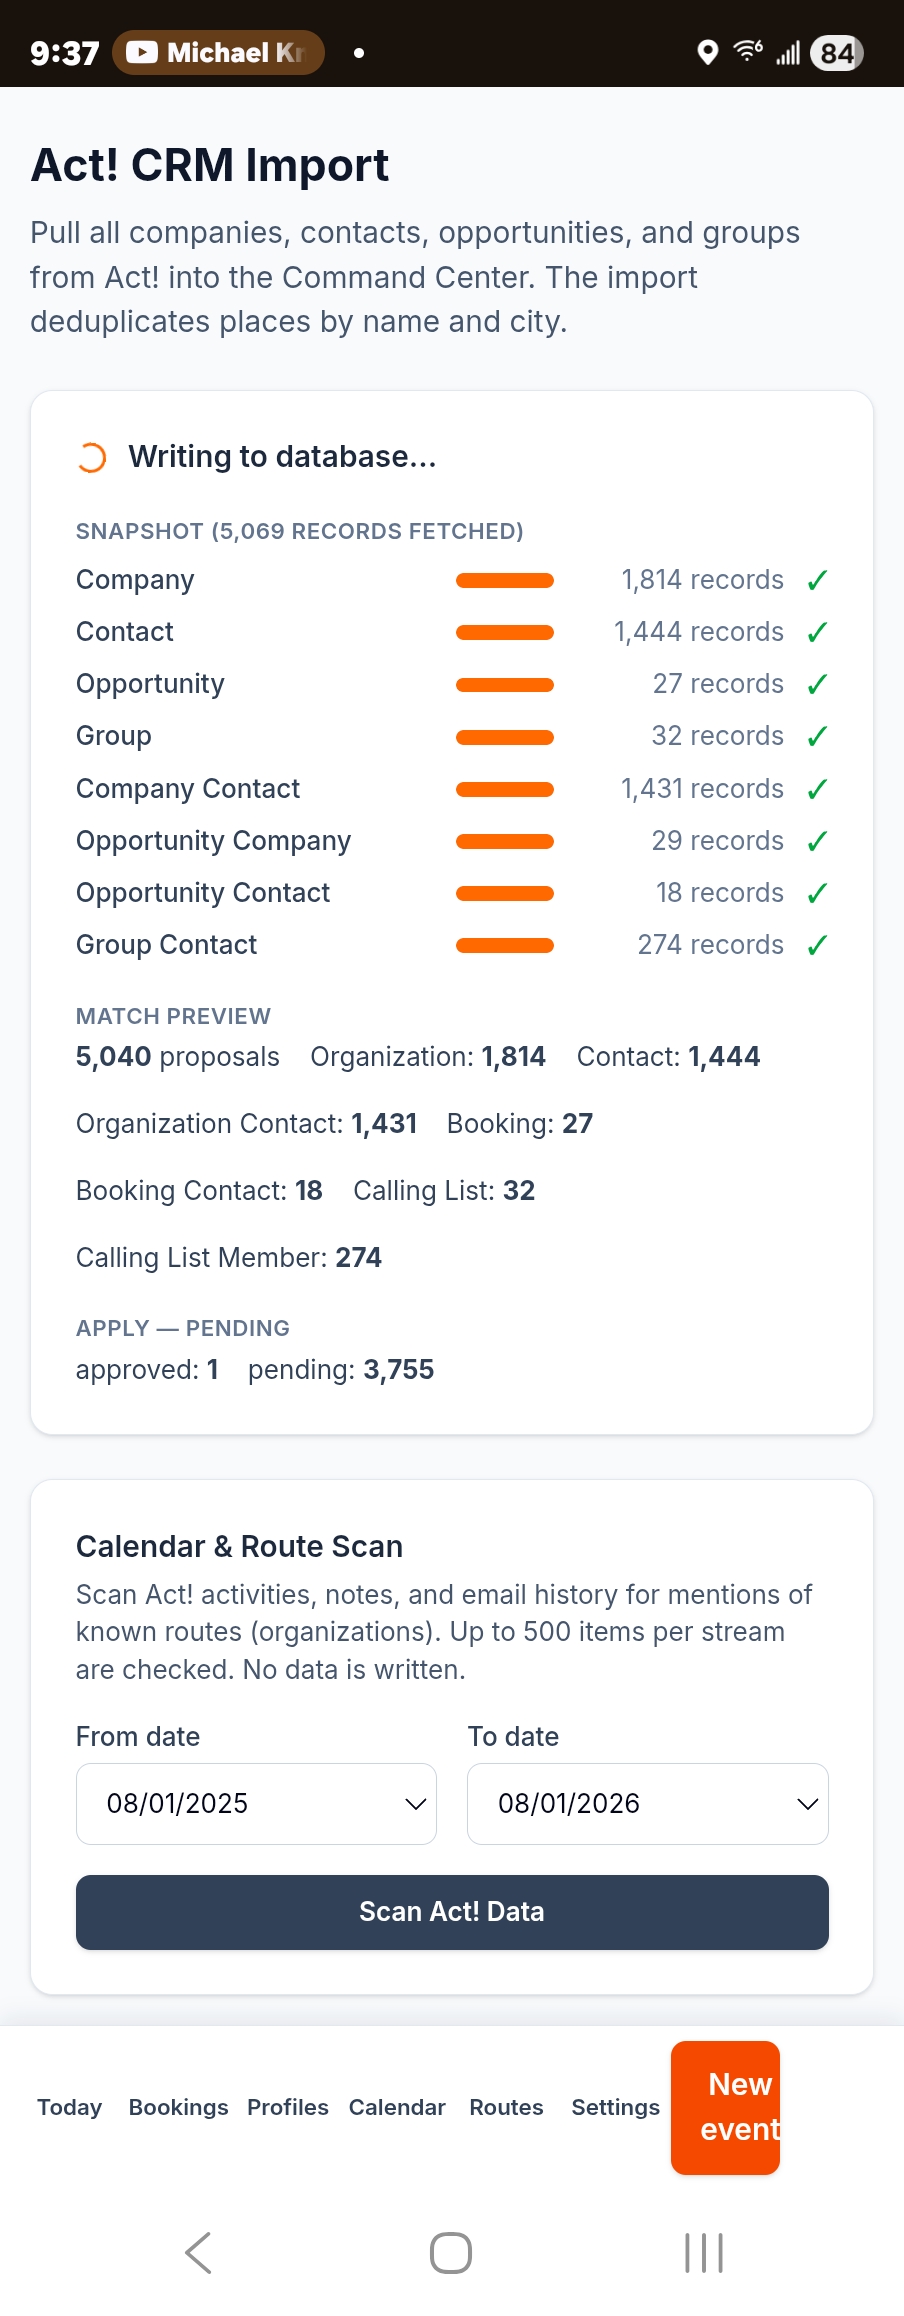 9:37 Michael Kr 84
Act! CRM Import
Pull all companies, contacts, opportunities, and groups
from Act! into the Command Center. The import
deduplicates places by name and city.
Writing to database...
SNAPSHOT (5,069 RECORDS FETCHED)
Company 1,814 records ✓
Contact 1,444 records ✓
Opportunity 27 records ✓
Group 32 records ✓
Company Contact 1,431 records ✓
Opportunity Company 29 records ✓
Opportunity Contact 18 records ✓
Group Contact 274 records ✓
MATCH PREVIEW
5,040 proposals Organization: 1,814 Contact: 1,444
Organization Contact: 1,431 Booking: 27
Booking Contact: 18 Calling List: 32
Calling List Member: 274
APPLY — PENDING
approved: 1 pending: 3,755
Calendar & Route Scan
Scan Act! activities, notes, and email history for mentions of
known routes (organizations). Up to 500 items per stream
are checked. No data is written.
From date To date
08/01/2025 08/01/2026
Scan Act! Data
Today Bookings Profiles Calendar Routes Settings New
event